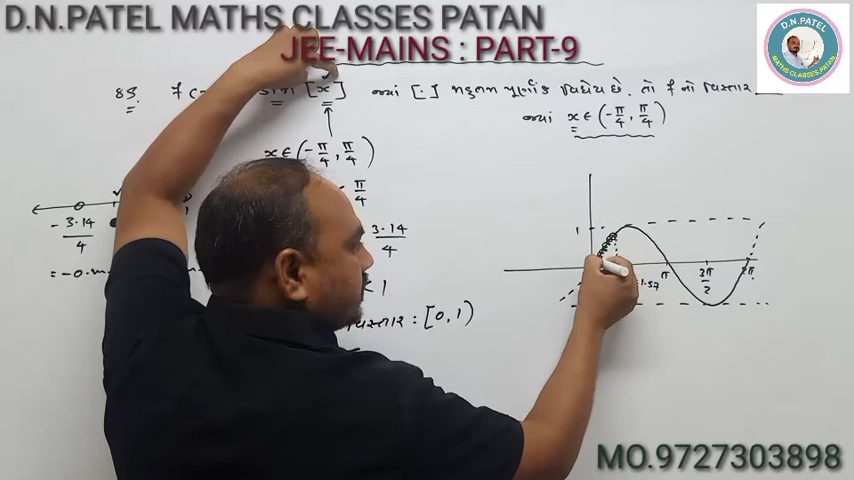 D.N.PATEL MATHS CLASSES PATAN
JEE-MAINS : PART-9
D.N.PATEL
MATHS CLASSES PATAN
[x] જ્યાં [·] મહત્તમ પૂર્ણાંક વિધેય છે. તો f નો વિસ્તાર
જ્યાં x ∈ (-π/4, π/4)
x ∈ (-π/4, π/4)
π/4
-3.14/4
3.14/4
1
= -0.
< 1
વિસ્તાર : [0,1)
1
1.57
π
3π/2
2π
MO.9727303898